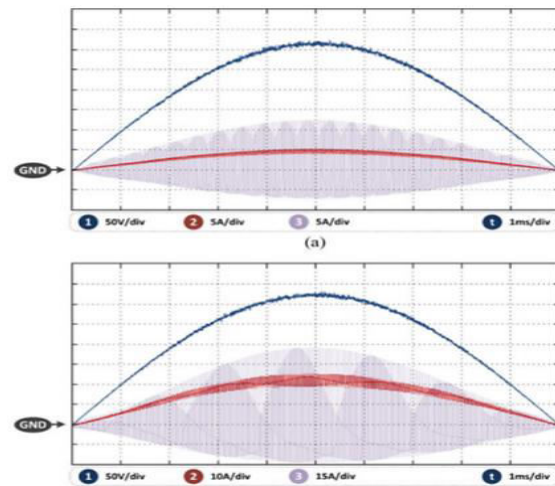 GND
1 50V/div 2 5A/div 3 5A/div t 1ms/div
(a)
GND
1 50V/div 2 10A/div 3 15A/div t 1ms/div